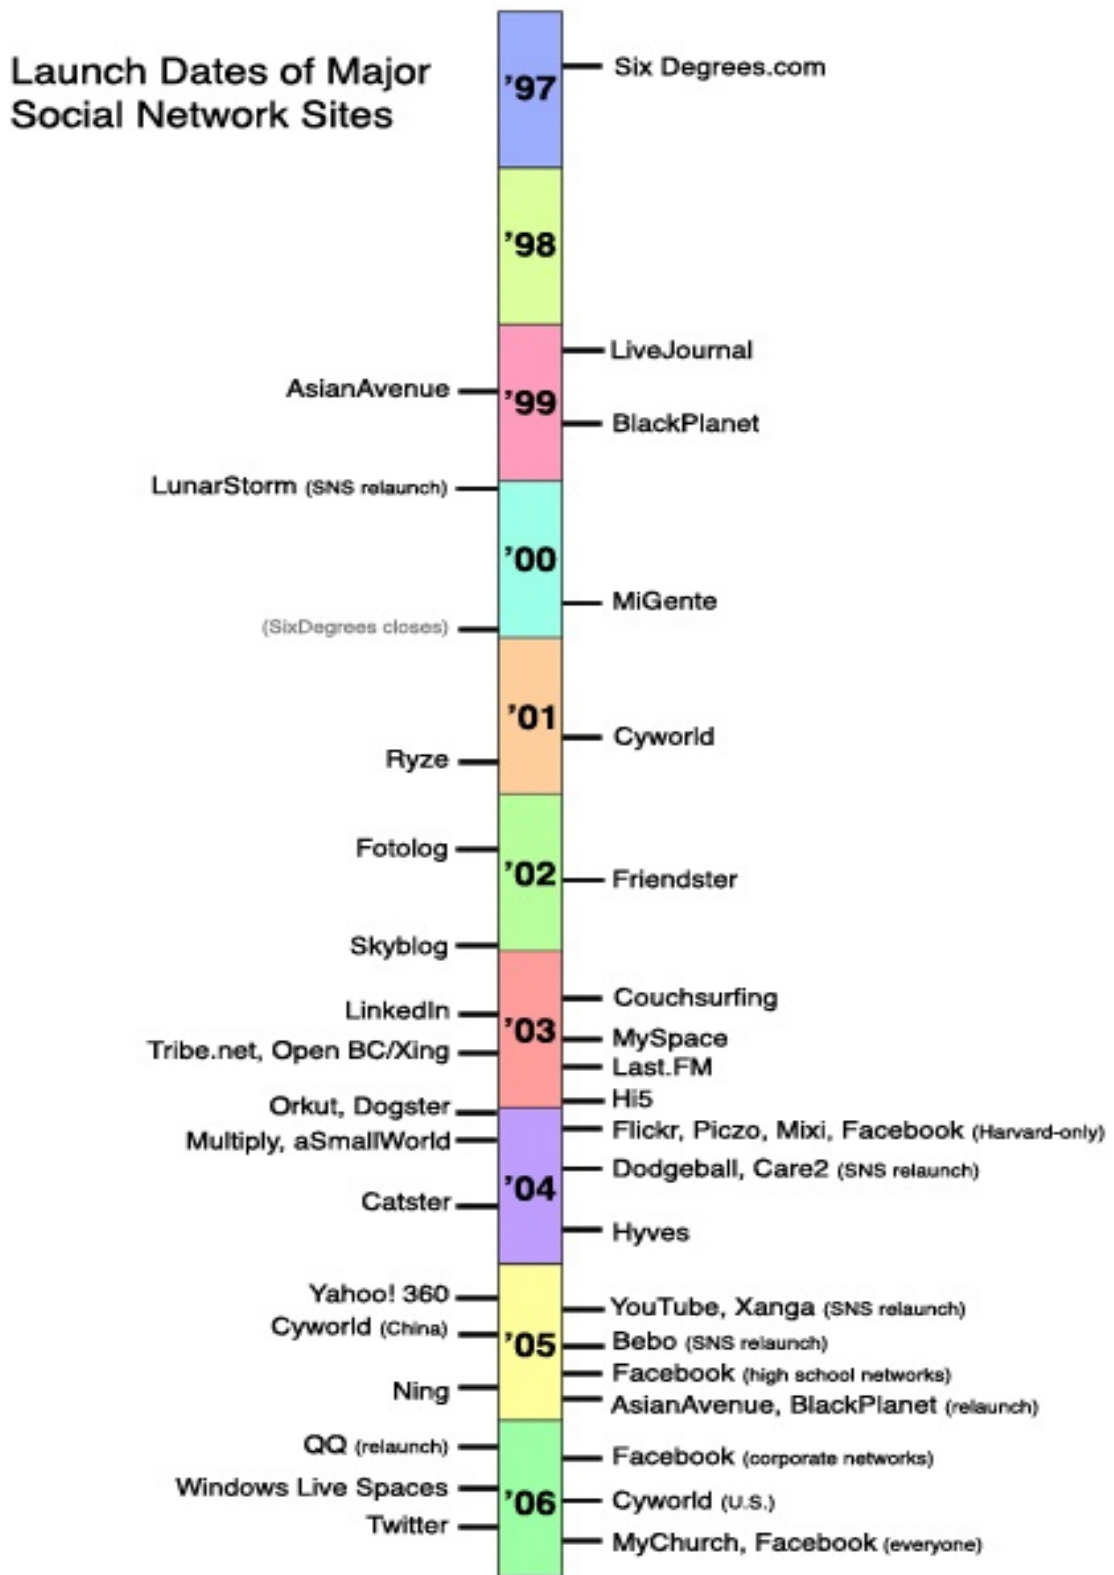 Launch Dates of Major
Social Network Sites
'97
Six Degrees.com
'98
LiveJournal
AsianAvenue
'99
BlackPlanet
LunarStorm (SNS relaunch)
'00
MiGente
(SixDegrees closes)
'01
Cyworld
Ryze
Fotolog
'02
Friendster
Skyblog
Couchsurfing
LinkedIn
'03
MySpace
Tribe.net, Open BC/Xing
Last.FM
Hi5
Orkut, Dogster
Flickr, Piczo, Mixi, Facebook (Harvard-only)
Multiply, aSmallWorld
Dodgeball, Care2 (SNS relaunch)
'04
Catster
Hyves
Yahoo! 360
YouTube, Xanga (SNS relaunch)
Cyworld (China)
'05
Bebo (SNS relaunch)
Facebook (high school networks)
Ning
AsianAvenue, BlackPlanet (relaunch)
QQ (relaunch)
Facebook (corporate networks)
Windows Live Spaces
'06
Cyworld (U.S.)
Twitter
MyChurch, Facebook (everyone)